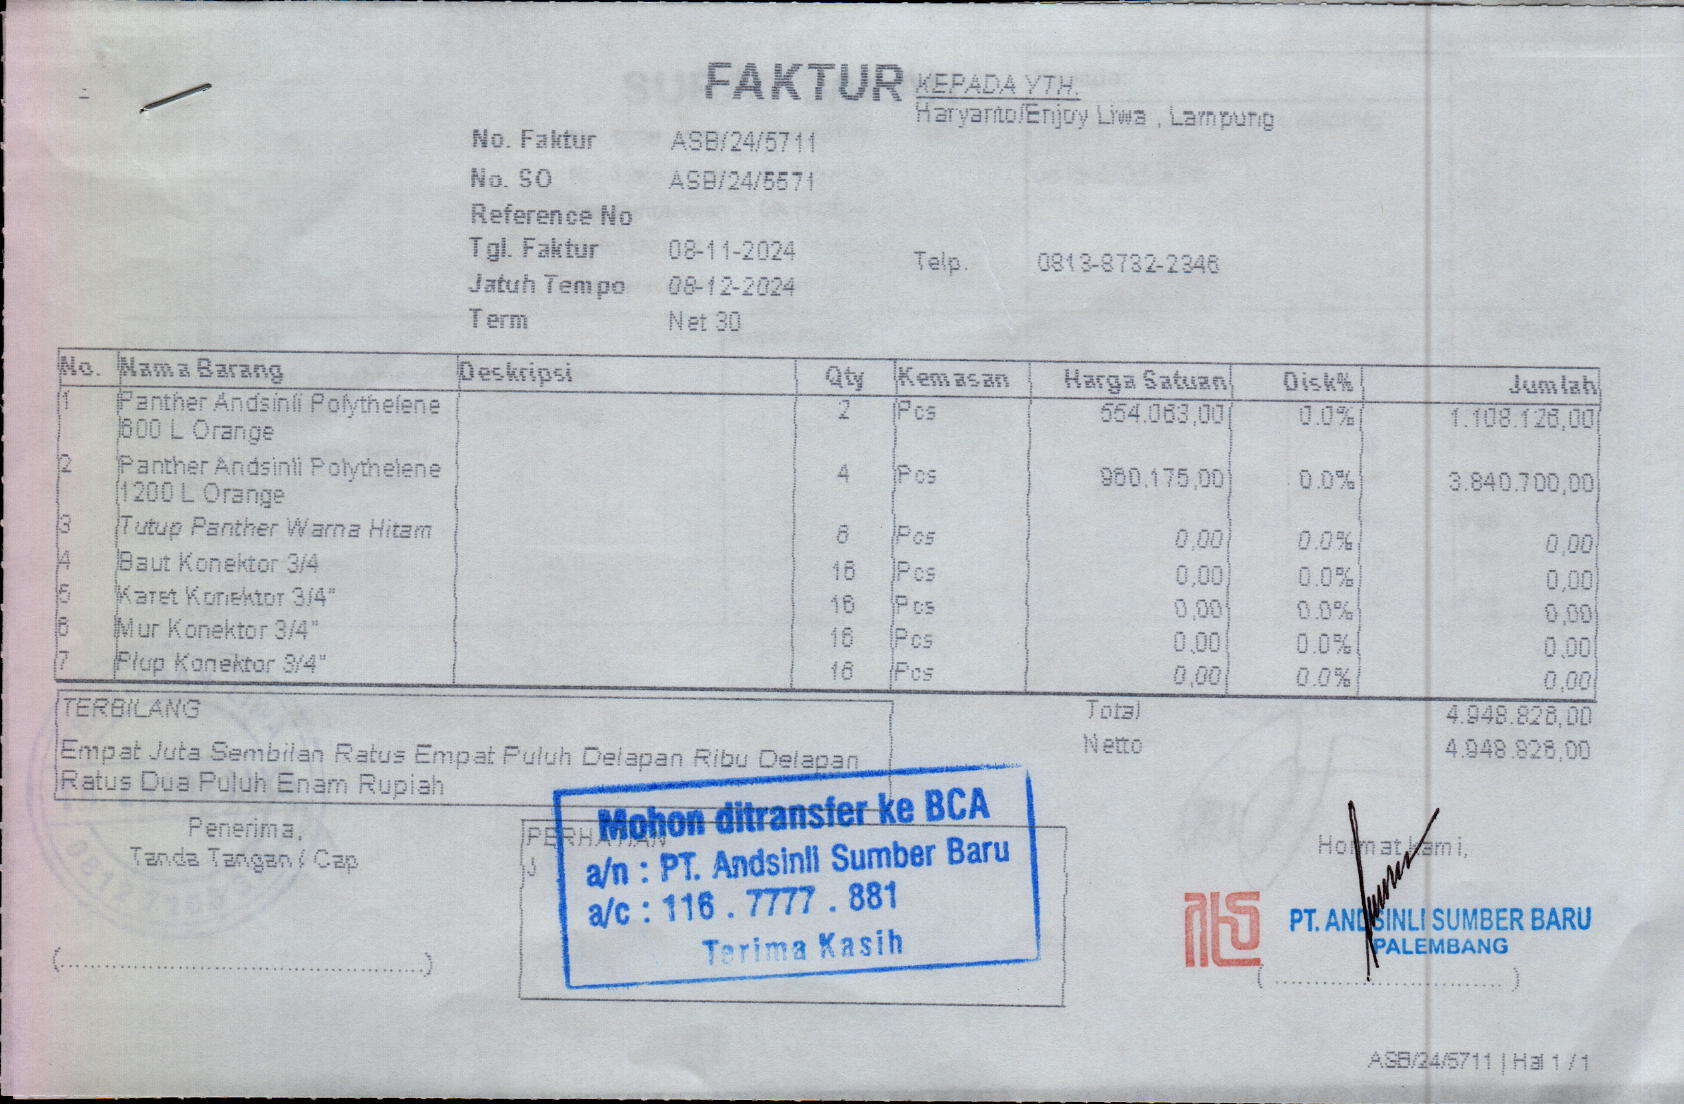 FAKTUR
KEPADA YTH.
Haryanto/Enjoy Liwa , Lampung
No. Faktur ASB/24/5711
No. SO ASB/24/5571
Reference No
Tgl. Faktur 08-11-2024
Telp. 0813-8732-2346
Jatuh Tempo 08-12-2024
Term Net 30
No. Nama Barang Deskripsi Qty Kemasan Harga Satuan Disk% Jumlah
1 Panther Andsinli Polythelene 2 Pcs 554.063,00 0.0% 1.108.126,00
600 L Orange
2 Panther Andsinli Polythelene 4 Pcs 960.175,00 0.0% 3.840.700,00
1200 L Orange
3 Tutup Panther Warna Hitam 6 Pcs 0,00 0.0% 0,00
4 Baut Konektor 3/4 16 Pcs 0,00 0.0% 0,00
5 Karet Konektor 3/4" 16 Pcs 0,00 0.0% 0,00
6 Mur Konektor 3/4" 16 Pcs 0,00 0.0% 0,00
7 Plup Konektor 3/4" 16 Pcs 0,00 0.0% 0,00
TERBILANG
Total 4.948.826,00
Netto 4.948.826,00
Empat Juta Sembilan Ratus Empat Puluh Delapan Ribu Delapan
Ratus Dua Puluh Enam Rupiah
Penerima,
Tanda Tangan / Cap
(................................................)
PERHATIAN
Mohon ditransfer ke BCA
a/n : PT. Andsinli Sumber Baru
a/c : 116 . 7777 . 881
Terima Kasih
Hormat kami,
PT. ANDSINLI SUMBER BARU
PALEMBANG
( .............................. )
ASB/24/5711 | Hal 1 / 1